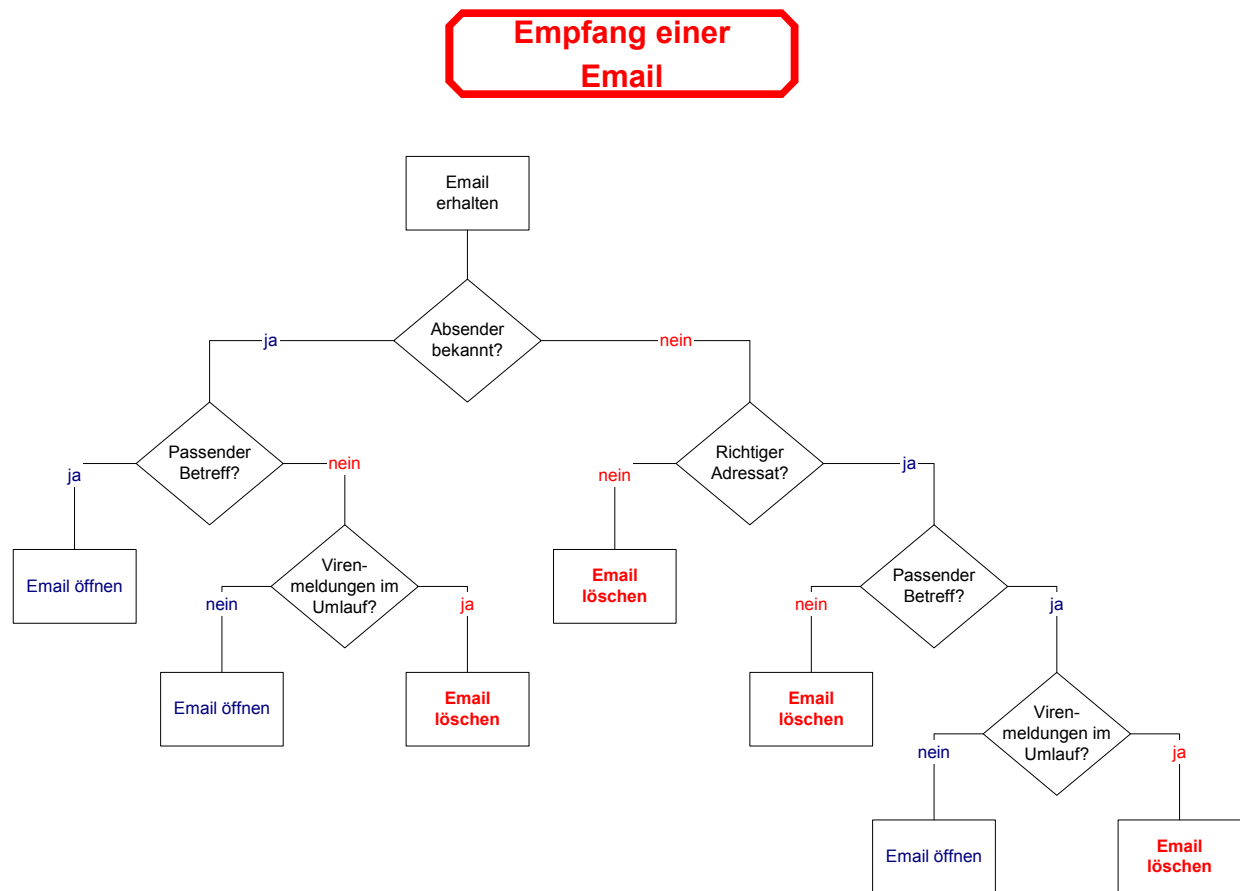 Empfang einer
Email
Email
erhalten
Absender
bekannt?
ja
nein
Passender
Betreff?
Richtiger
Adressat?
ja
nein
nein
ja
Email öffnen
Viren-
meldungen im
Umlauf?
Email
löschen
Passender
Betreff?
nein
ja
nein
ja
Email öffnen
Email
löschen
Email
löschen
Viren-
meldungen im
Umlauf?
nein
ja
Email öffnen
Email
löschen